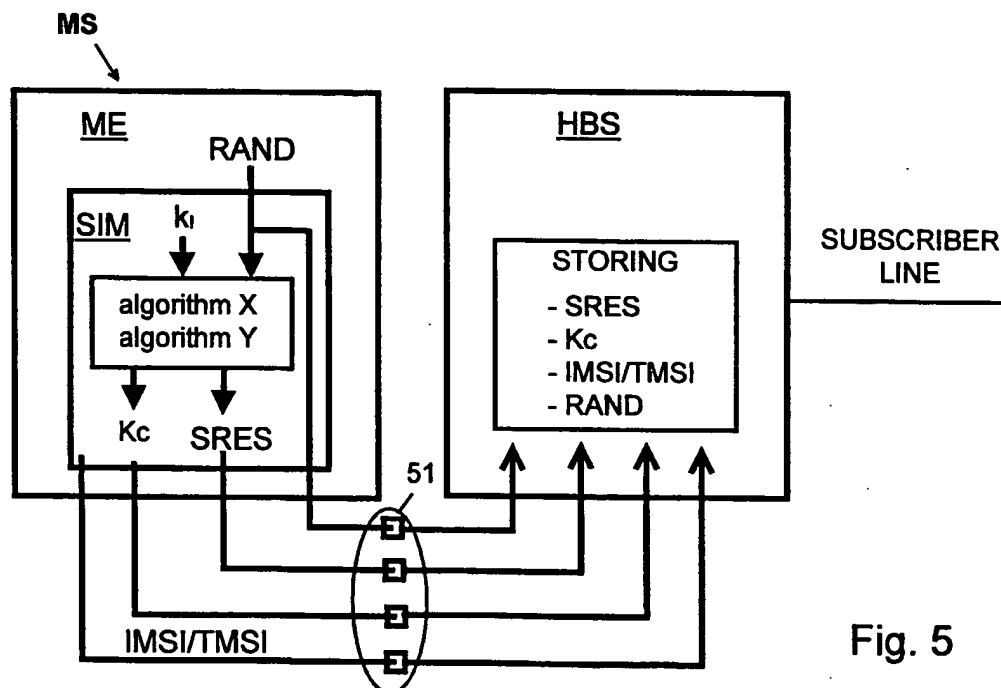 MS
ME
RAND
SIM
kI
algorithm X
algorithm Y
Kc
SRES
HBS
STORING
- SRES
- Kc
- IMSI/TMSI
- RAND
SUBSCRIBER
LINE
51
IMSI/TMSI
Fig. 5